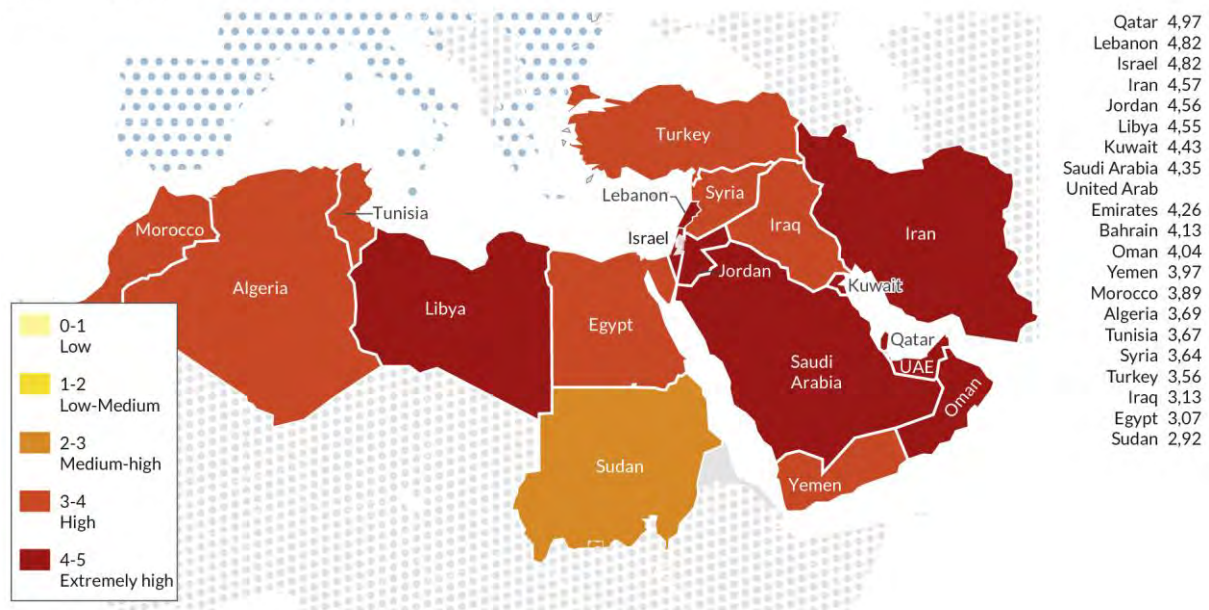 Turkey
Lebanon
Syria
Tunisia
Morocco
Israel
Iraq
Iran
Jordan
Algeria
Libya
Kuwait
Egypt
Qatar
Saudi
Arabia
UAE
Oman
Sudan
Yemen
0-1
Low
1-2
Low-Medium
2-3
Medium-high
3-4
High
4-5
Extremely high
Qatar 4,97
Lebanon 4,82
Israel 4,82
Iran 4,57
Jordan 4,56
Libya 4,55
Kuwait 4,43
Saudi Arabia 4,35
United Arab
Emirates 4,26
Bahrain 4,13
Oman 4,04
Yemen 3,97
Morocco 3,89
Algeria 3,69
Tunisia 3,67
Syria 3,64
Turkey 3,56
Iraq 3,13
Egypt 3,07
Sudan 2,92